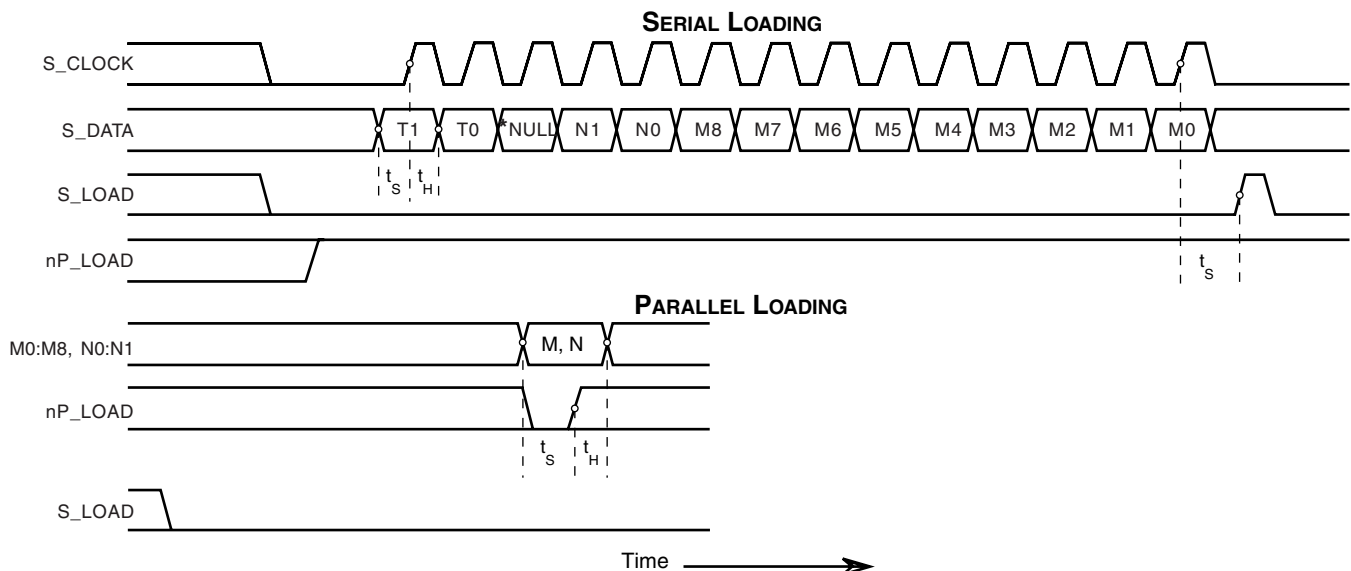 SERIAL LOADING
S_CLOCK
S_DATA
T1 T0 *NULL N1 N0 M8 M7 M6 M5 M4 M3 M2 M1 M0
tS tH
S_LOAD
nP_LOAD
tS
PARALLEL LOADING
M0:M8, N0:N1
M, N
nP_LOAD
tS tH
S_LOAD
Time